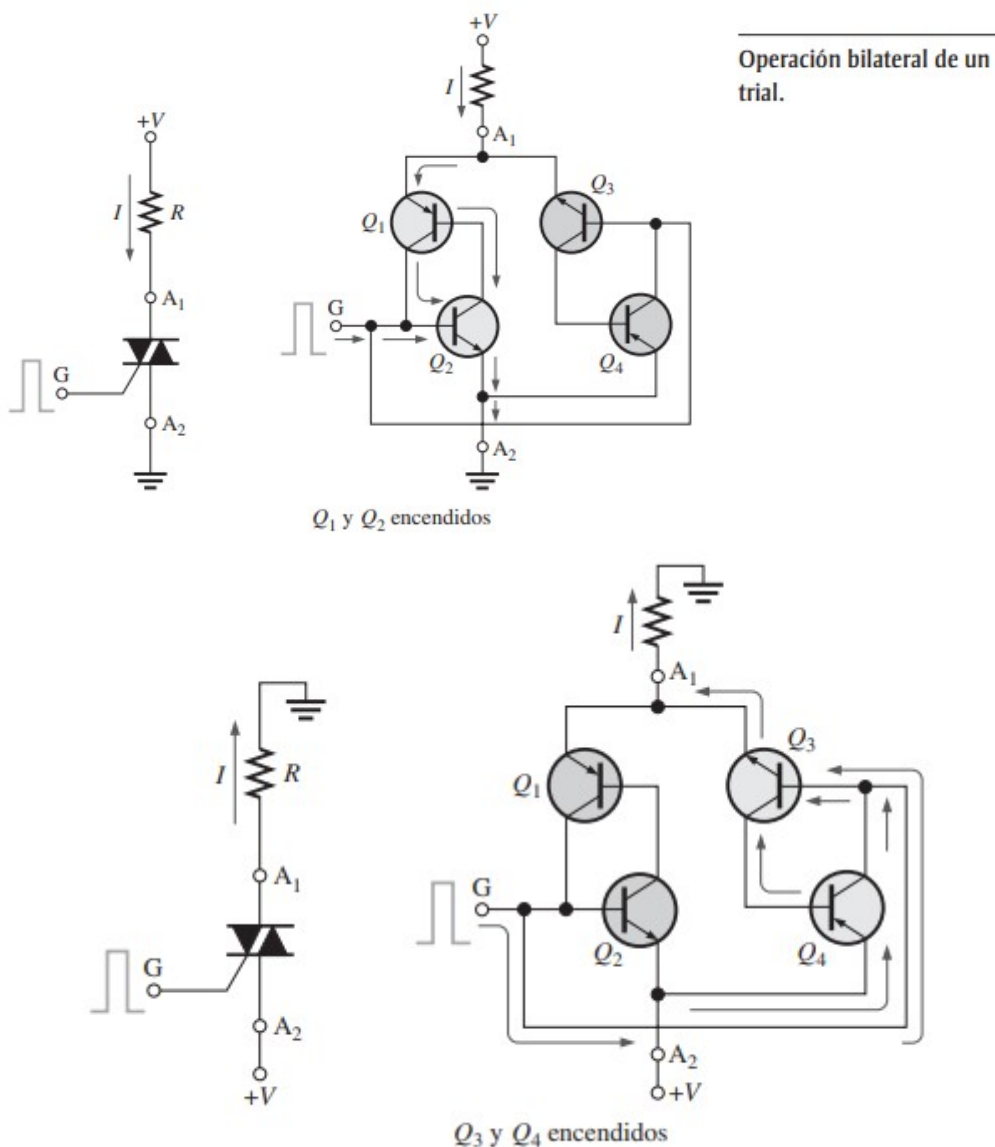 Operación bilateral de un
trial.
+V
I
R
A₁
G
A₂
+V
I
A₁
Q₁
Q₃
G
Q₂
Q₄
A₂
Q₁ y Q₂ encendidos
I
R
A₁
G
A₂
+V
I
A₁
Q₁
Q₃
G
Q₂
Q₄
A₂
+V
Q₃ y Q₄ encendidos